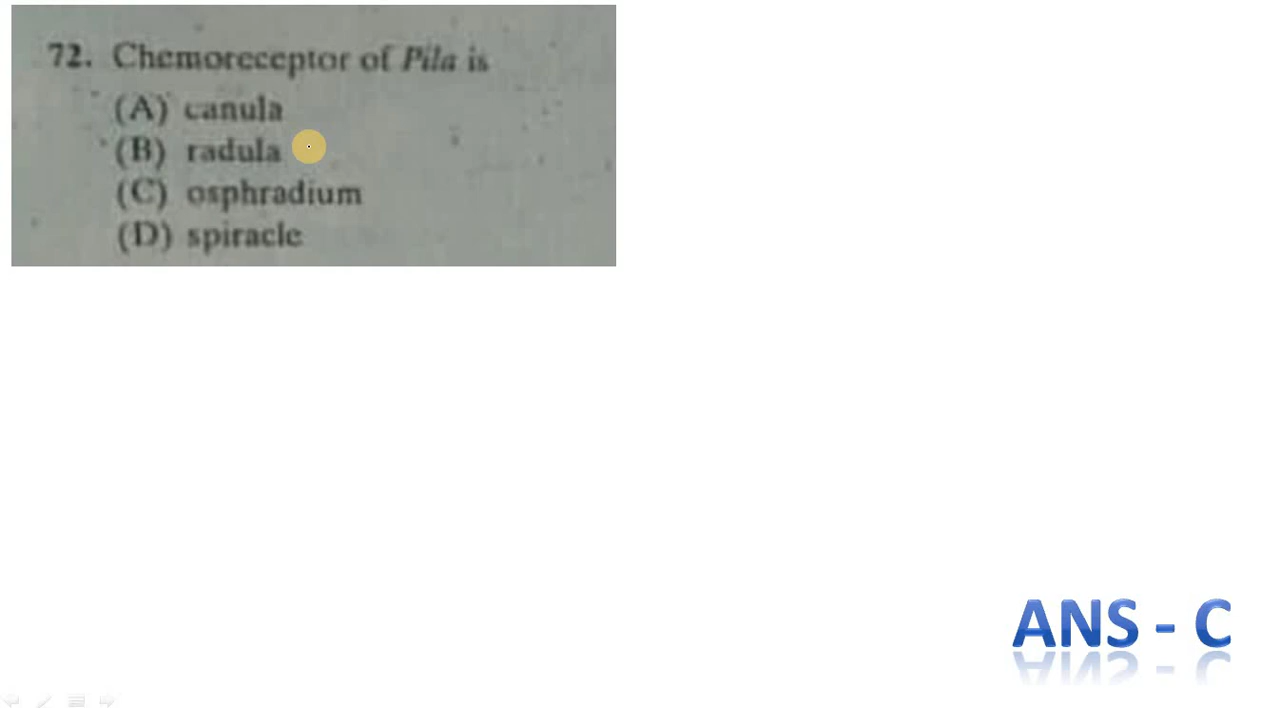 72. Chemoreceptor of Pila is
(A) canula
(B) radula
(C) osphradium
(D) spiracle
ANS - C